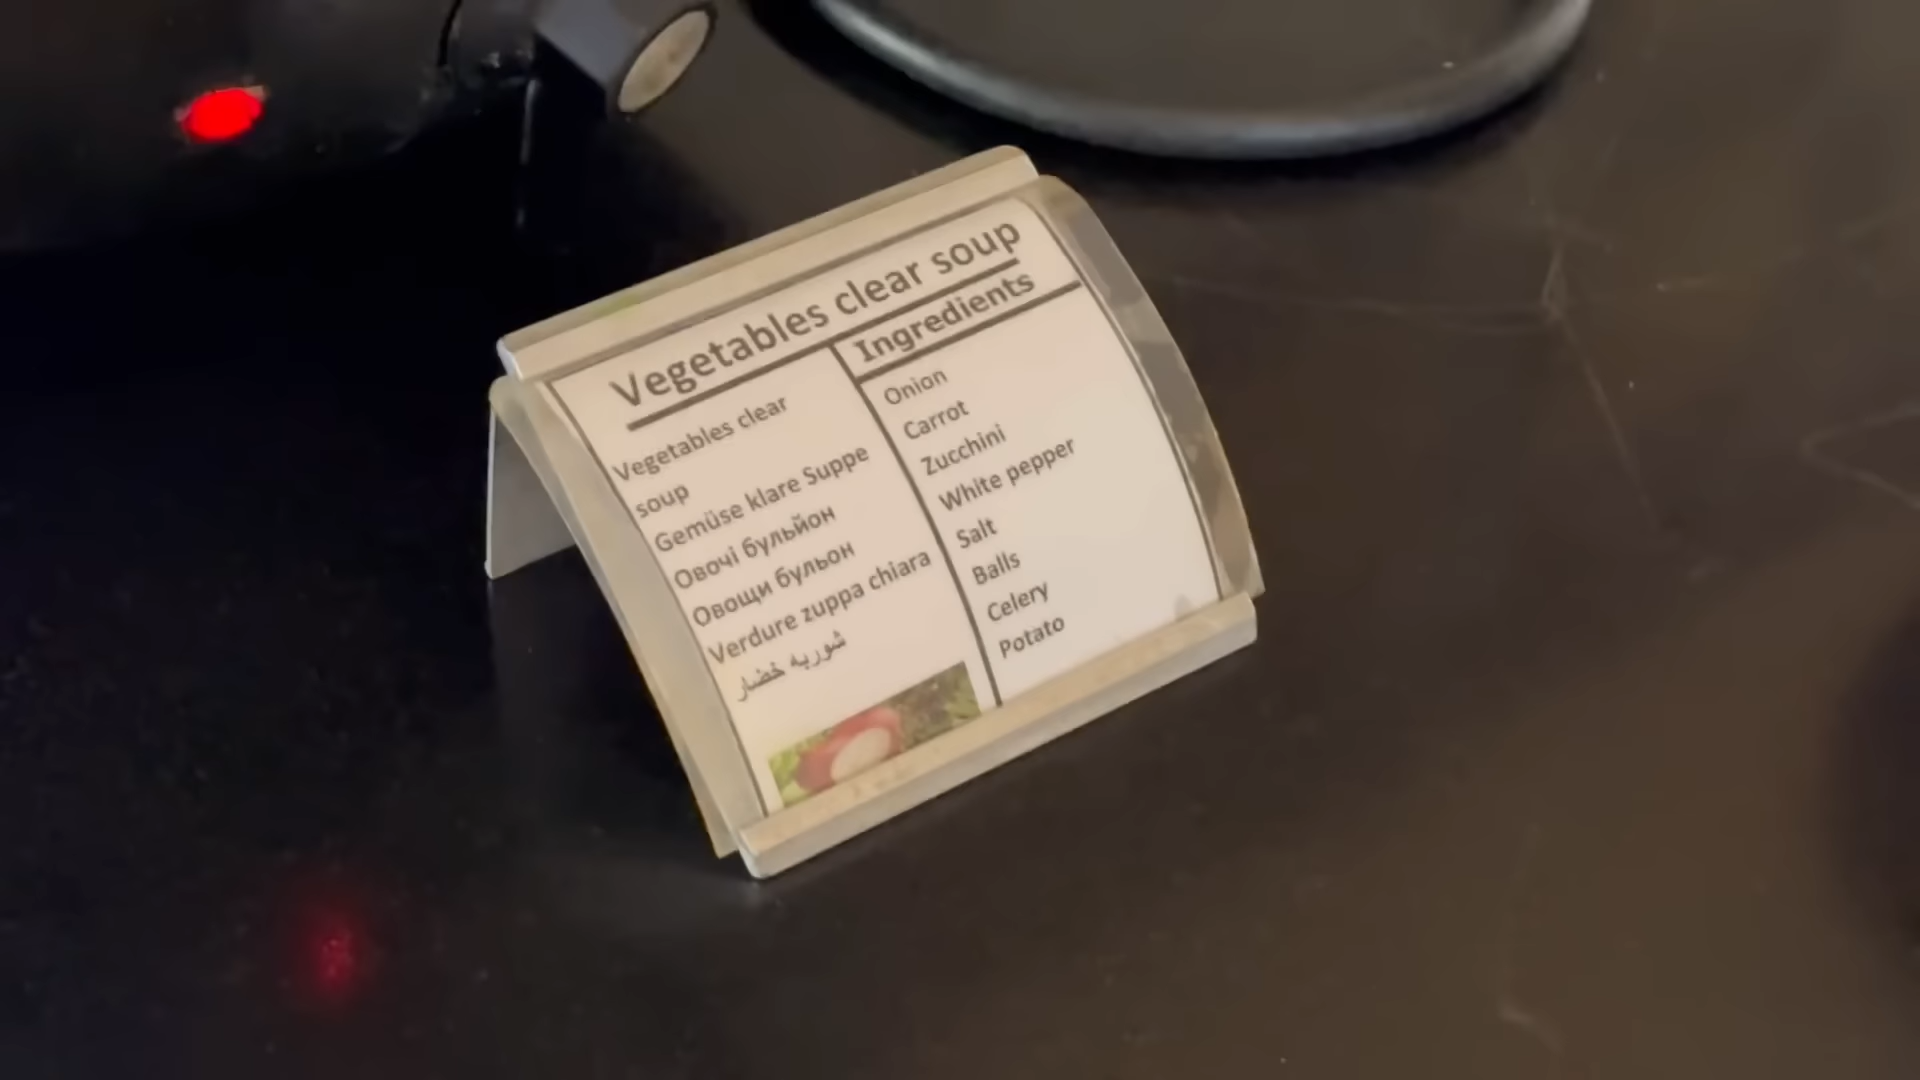 Vegetables clear soup
Vegetables clear
soup
Gemüse klare Suppe
Овочі бульйон
Овощи бульон
Verdure zuppa chiara
شوربه خضار
Ingredients
Onion
Carrot
Zucchini
White pepper
Salt
Balls
Celery
Potato